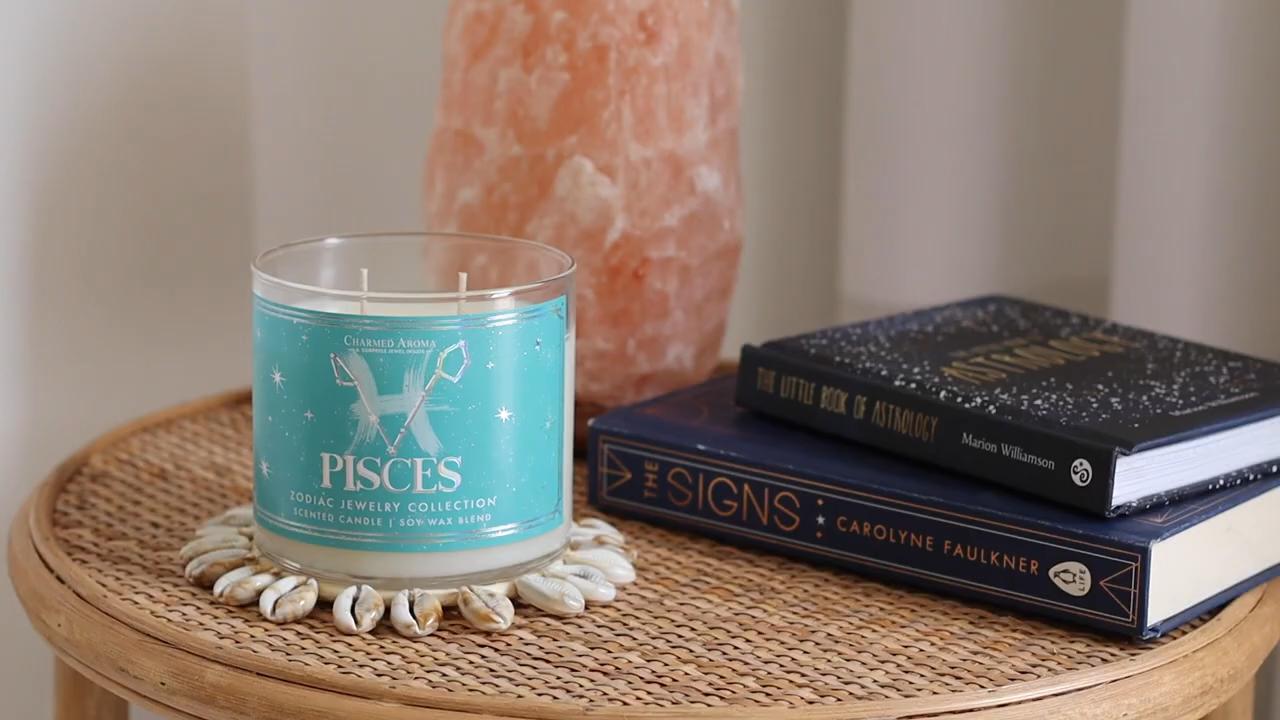 CHARMED AROMA
A SURPRISE JEWEL INSIDE
PISCES
ZODIAC JEWELRY COLLECTION
SCENTED CANDLE | SOY WAX BLEND
ASTROLOGY
THE LITTLE BOOK OF ASTROLOGY
Marion Williamson
THE SIGNS
CAROLYNE FAULKNER
LIFE